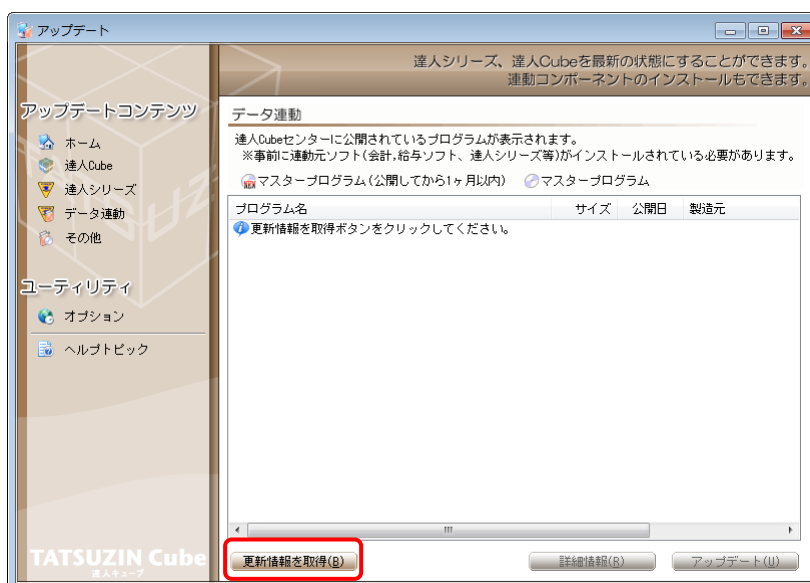 アップデート
達人シリーズ、達人Cubeを最新の状態にすることができます。
連動コンポーネントのインストールもできます。
アップデートコンテンツ
ホーム
達人Cube
達人シリーズ
データ連動
その他
ユーティリティ
オプション
ヘルプトピック
TATSUZIN Cube
達人キューブ
データ連動
達人Cubeセンターに公開されているプログラムが表示されます。
※事前に連動元ソフト(会計,給与ソフト、達人シリーズ等)がインストールされている必要があります。
マスタープログラム(公開してから1ヶ月以内) マスタープログラム
プログラム名 サイズ 公開日 製造元
更新情報を取得ボタンをクリックしてください。
更新情報を取得(B) 詳細情報(R) アップデート(U)